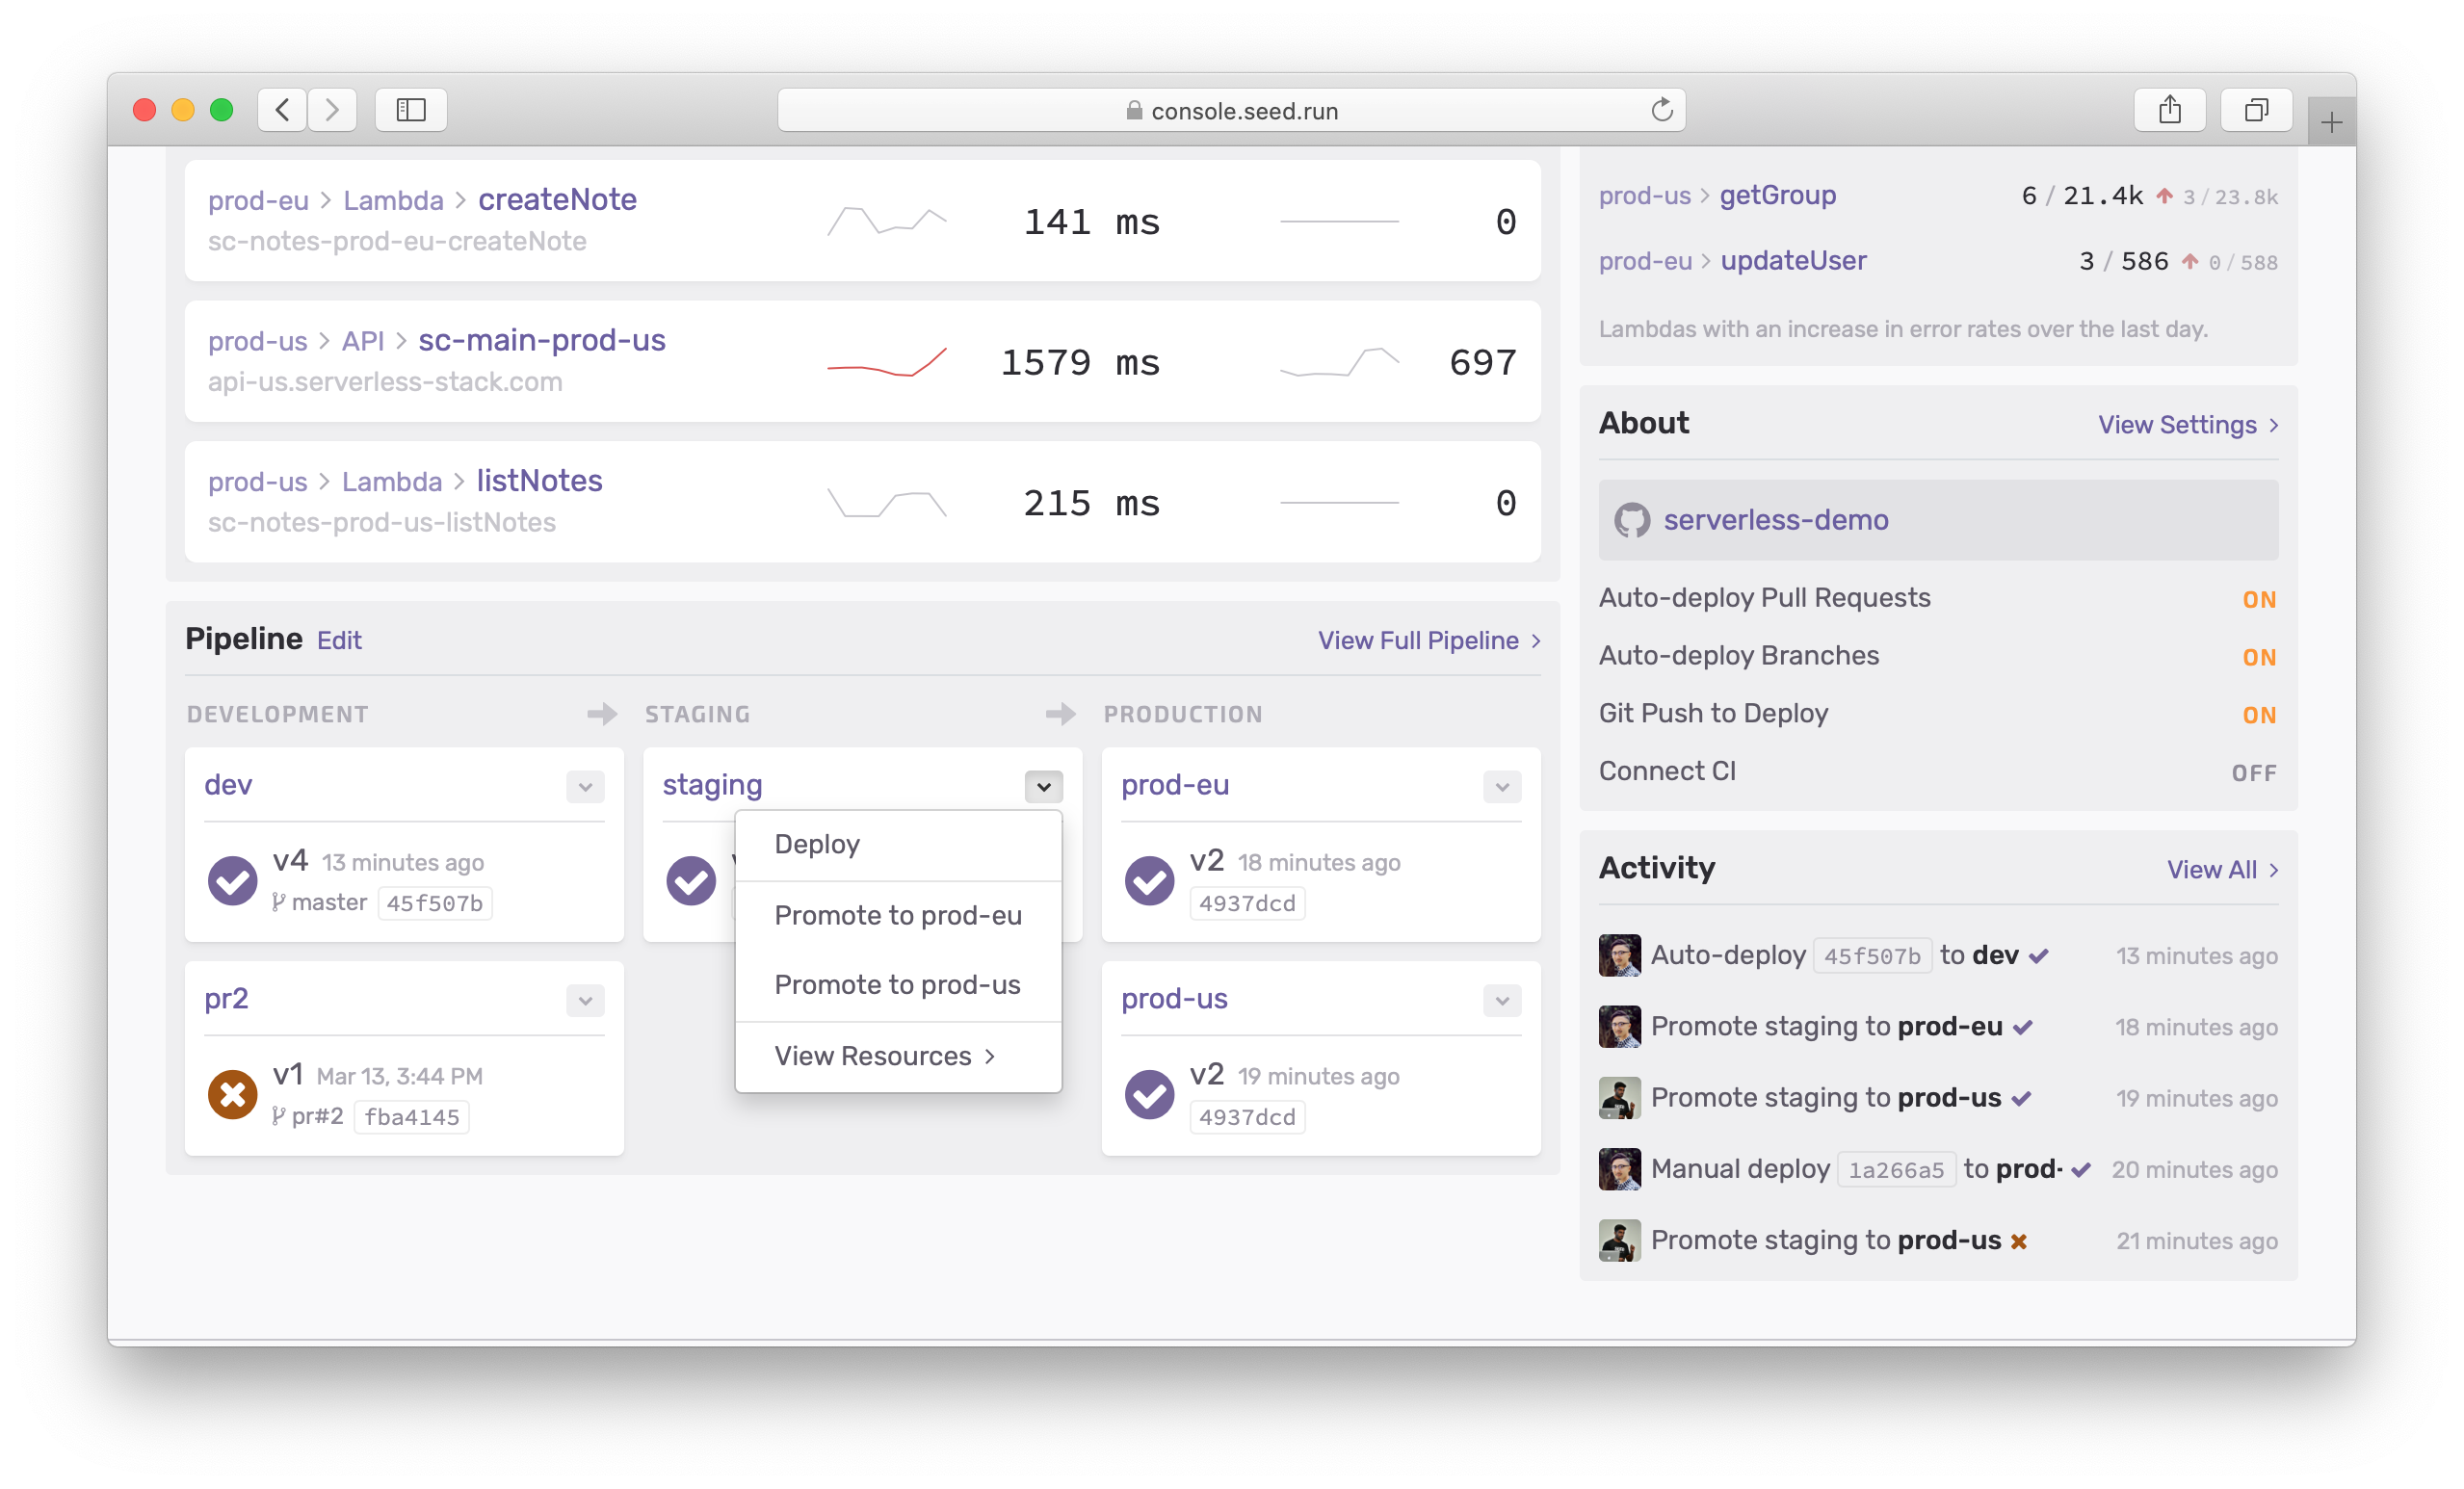 console.seed.run
prod-eu > Lambda > createNote
sc-notes-prod-eu-createNote
141 ms
0
prod-us > API > sc-main-prod-us
api-us.serverless-stack.com
1579 ms
697
prod-us > Lambda > listNotes
sc-notes-prod-us-listNotes
215 ms
0
Pipeline Edit
View Full Pipeline >
DEVELOPMENT
STAGING
PRODUCTION
dev
v4 13 minutes ago
master 45f507b
pr2
v1 Mar 13, 3:44 PM
pr#2 fba4145
staging
Deploy
Promote to prod-eu
Promote to prod-us
View Resources >
prod-eu
v2 18 minutes ago
4937dcd
prod-us
v2 19 minutes ago
4937dcd
prod-us > getGroup 6 / 21.4k 3 / 23.8k
prod-eu > updateUser 3 / 586 0 / 588
Lambdas with an increase in error rates over the last day.
About
View Settings >
serverless-demo
Auto-deploy Pull Requests ON
Auto-deploy Branches ON
Git Push to Deploy ON
Connect CI OFF
Activity
View All >
Auto-deploy 45f507b to dev 13 minutes ago
Promote staging to prod-eu 18 minutes ago
Promote staging to prod-us 19 minutes ago
Manual deploy 1a266a5 to prod- 20 minutes ago
Promote staging to prod-us 21 minutes ago